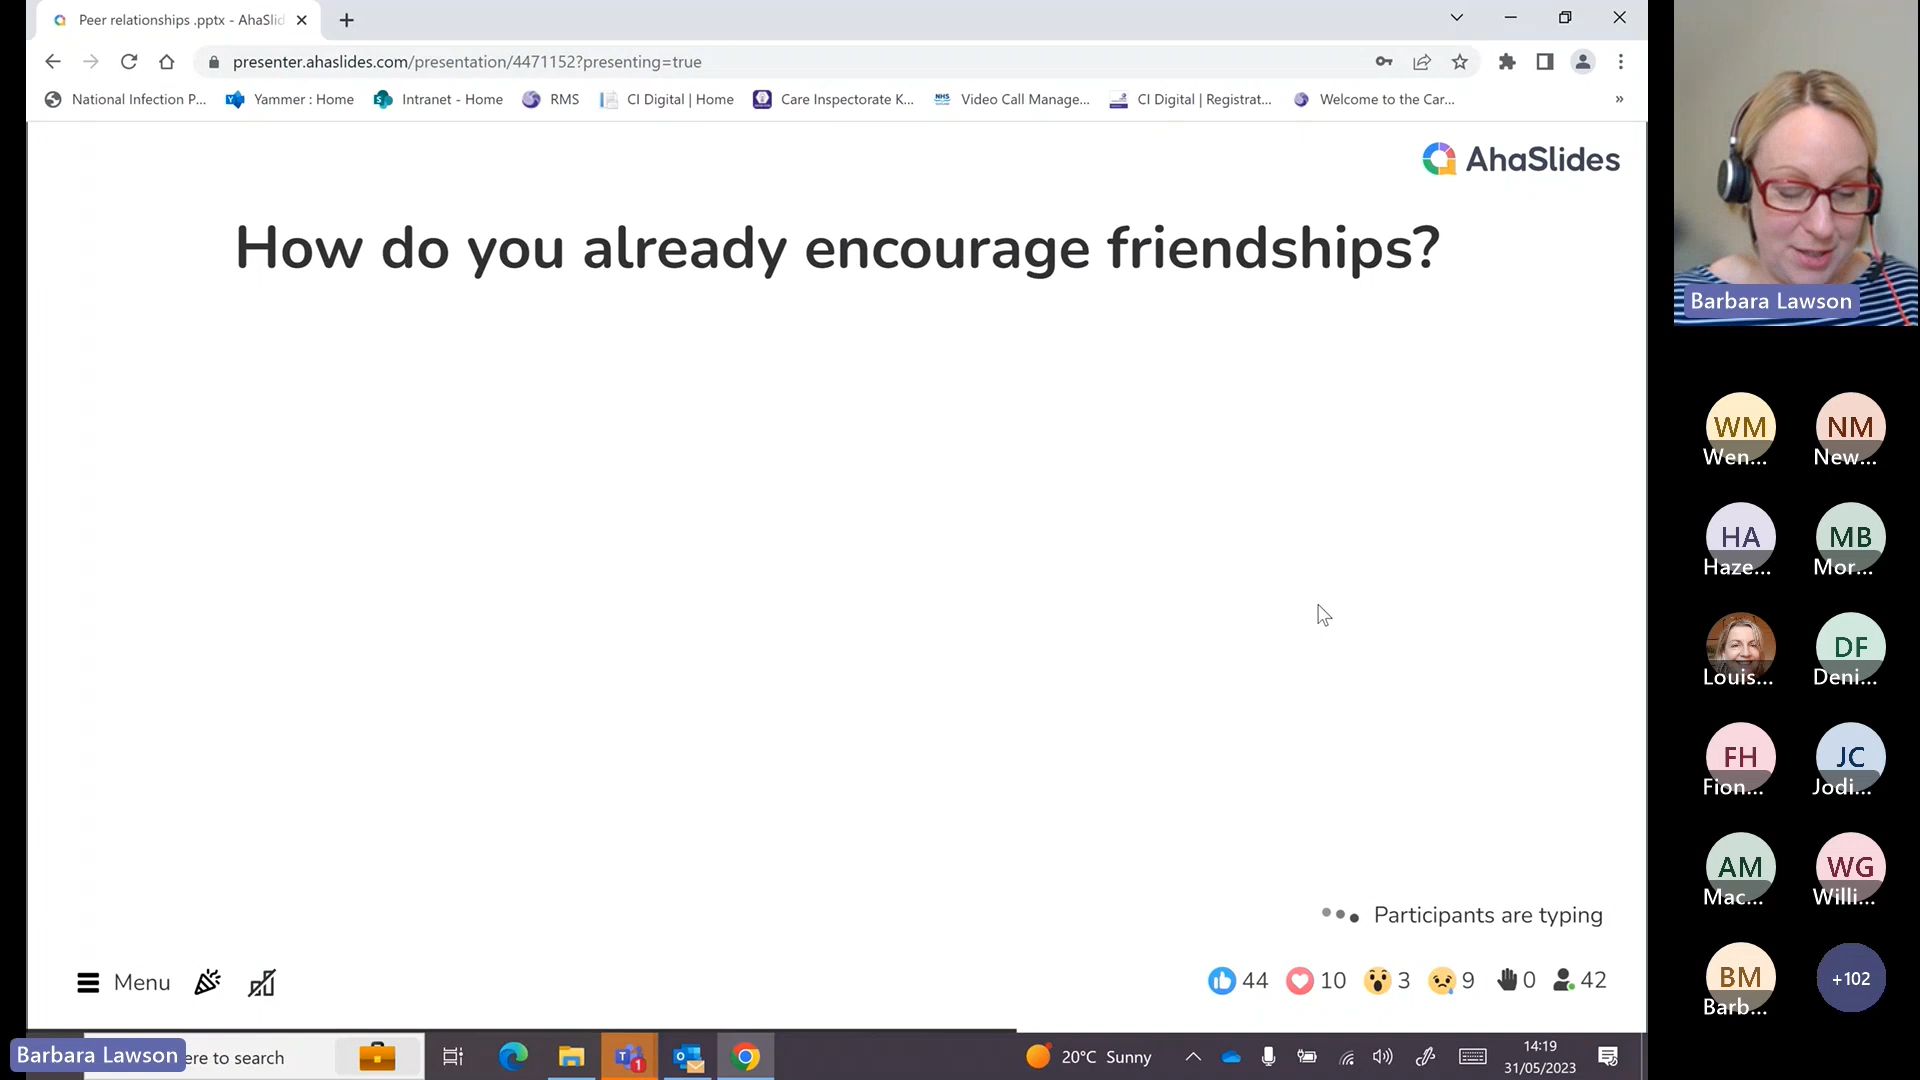 Peer relationships .pptx - AhaSlid
presenter.ahaslides.com/presentation/4471152?presenting=true
National Infection P...
Yammer : Home
Intranet - Home
RMS
CI Digital | Home
Care Inspectorate K...
NHS
Video Call Manage...
CI Digital | Registrat...
Welcome to the Car...
»
AhaSlides
How do you already encourage friendships?
Participants are typing
Menu
44
10
3
9
0
42
Barbara Lawson
WM
Wen...
NM
New...
HA
Haze...
MB
Mor...
Louis...
DF
Deni...
FH
Fion...
JC
Jodi...
AM
Mac...
WG
Willi...
BM
Barb...
+102
Barbara Lawson
ere to search
T
1
20°C Sunny
14:19
31/05/2023